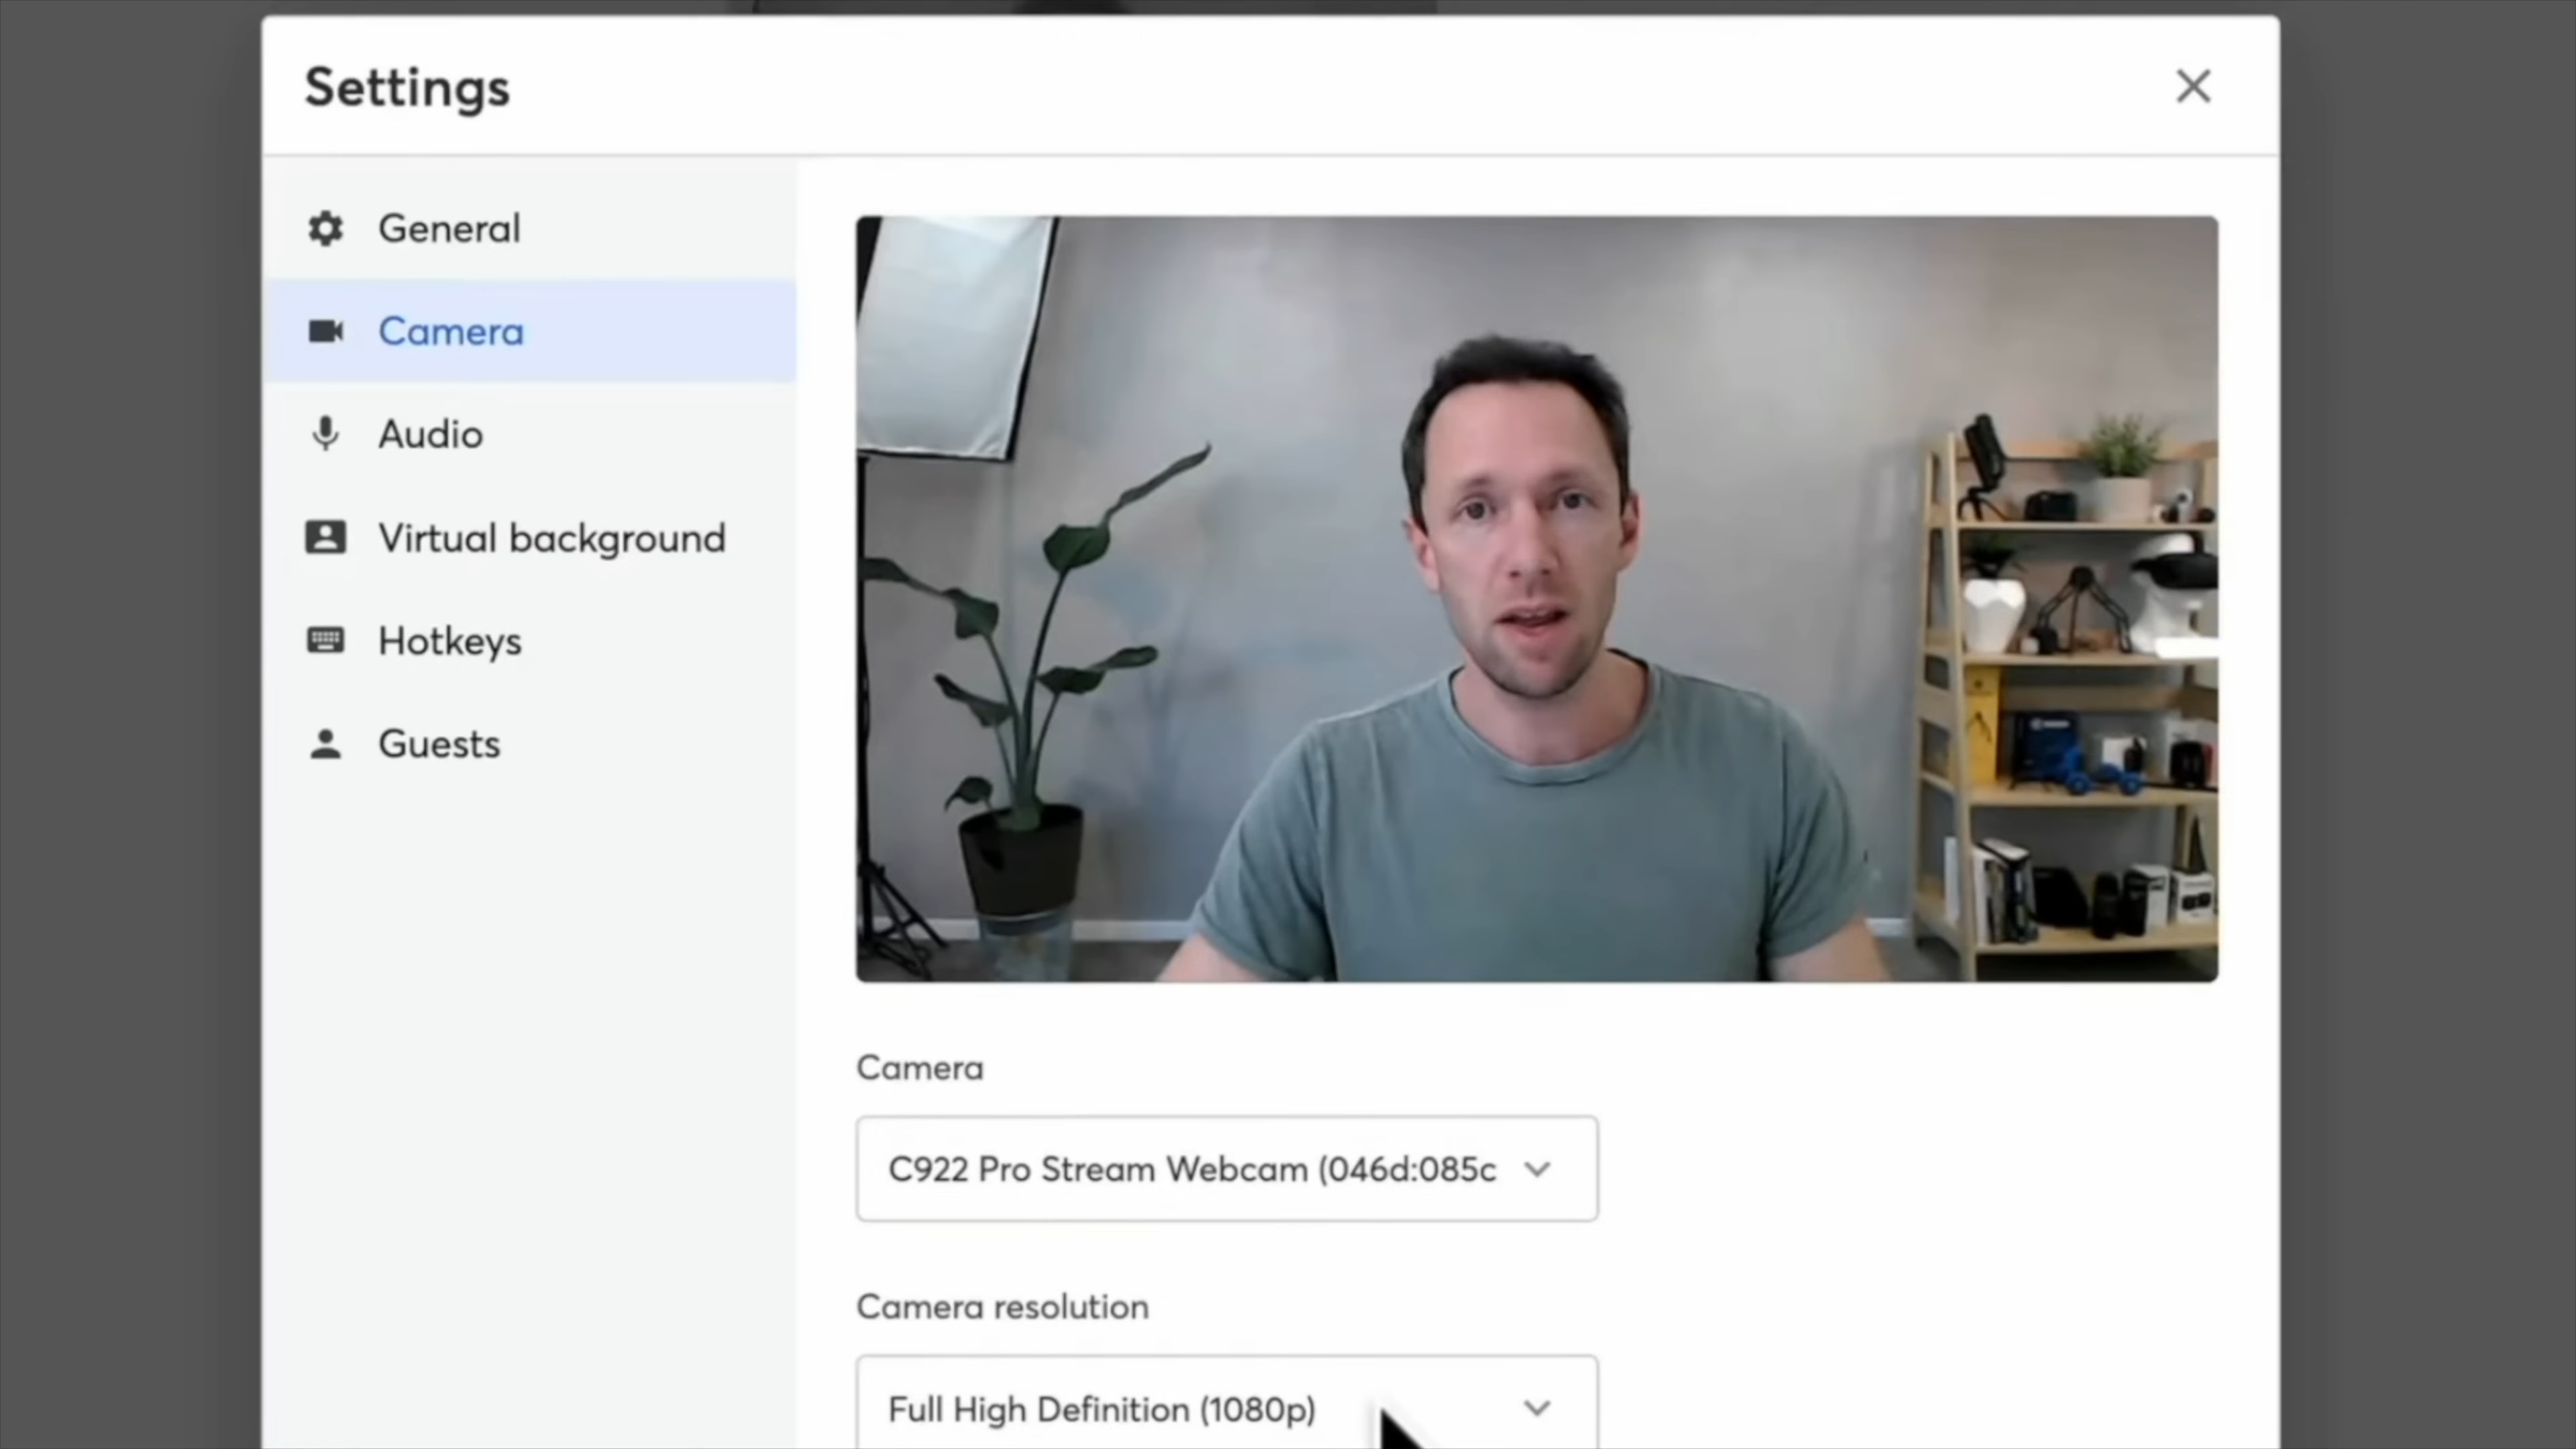 Settings
General
Camera
Audio
Virtual background
Hotkeys
Guests
Camera
C922 Pro Stream Webcam (046d:085c
Camera resolution
Full High Definition (1080p)